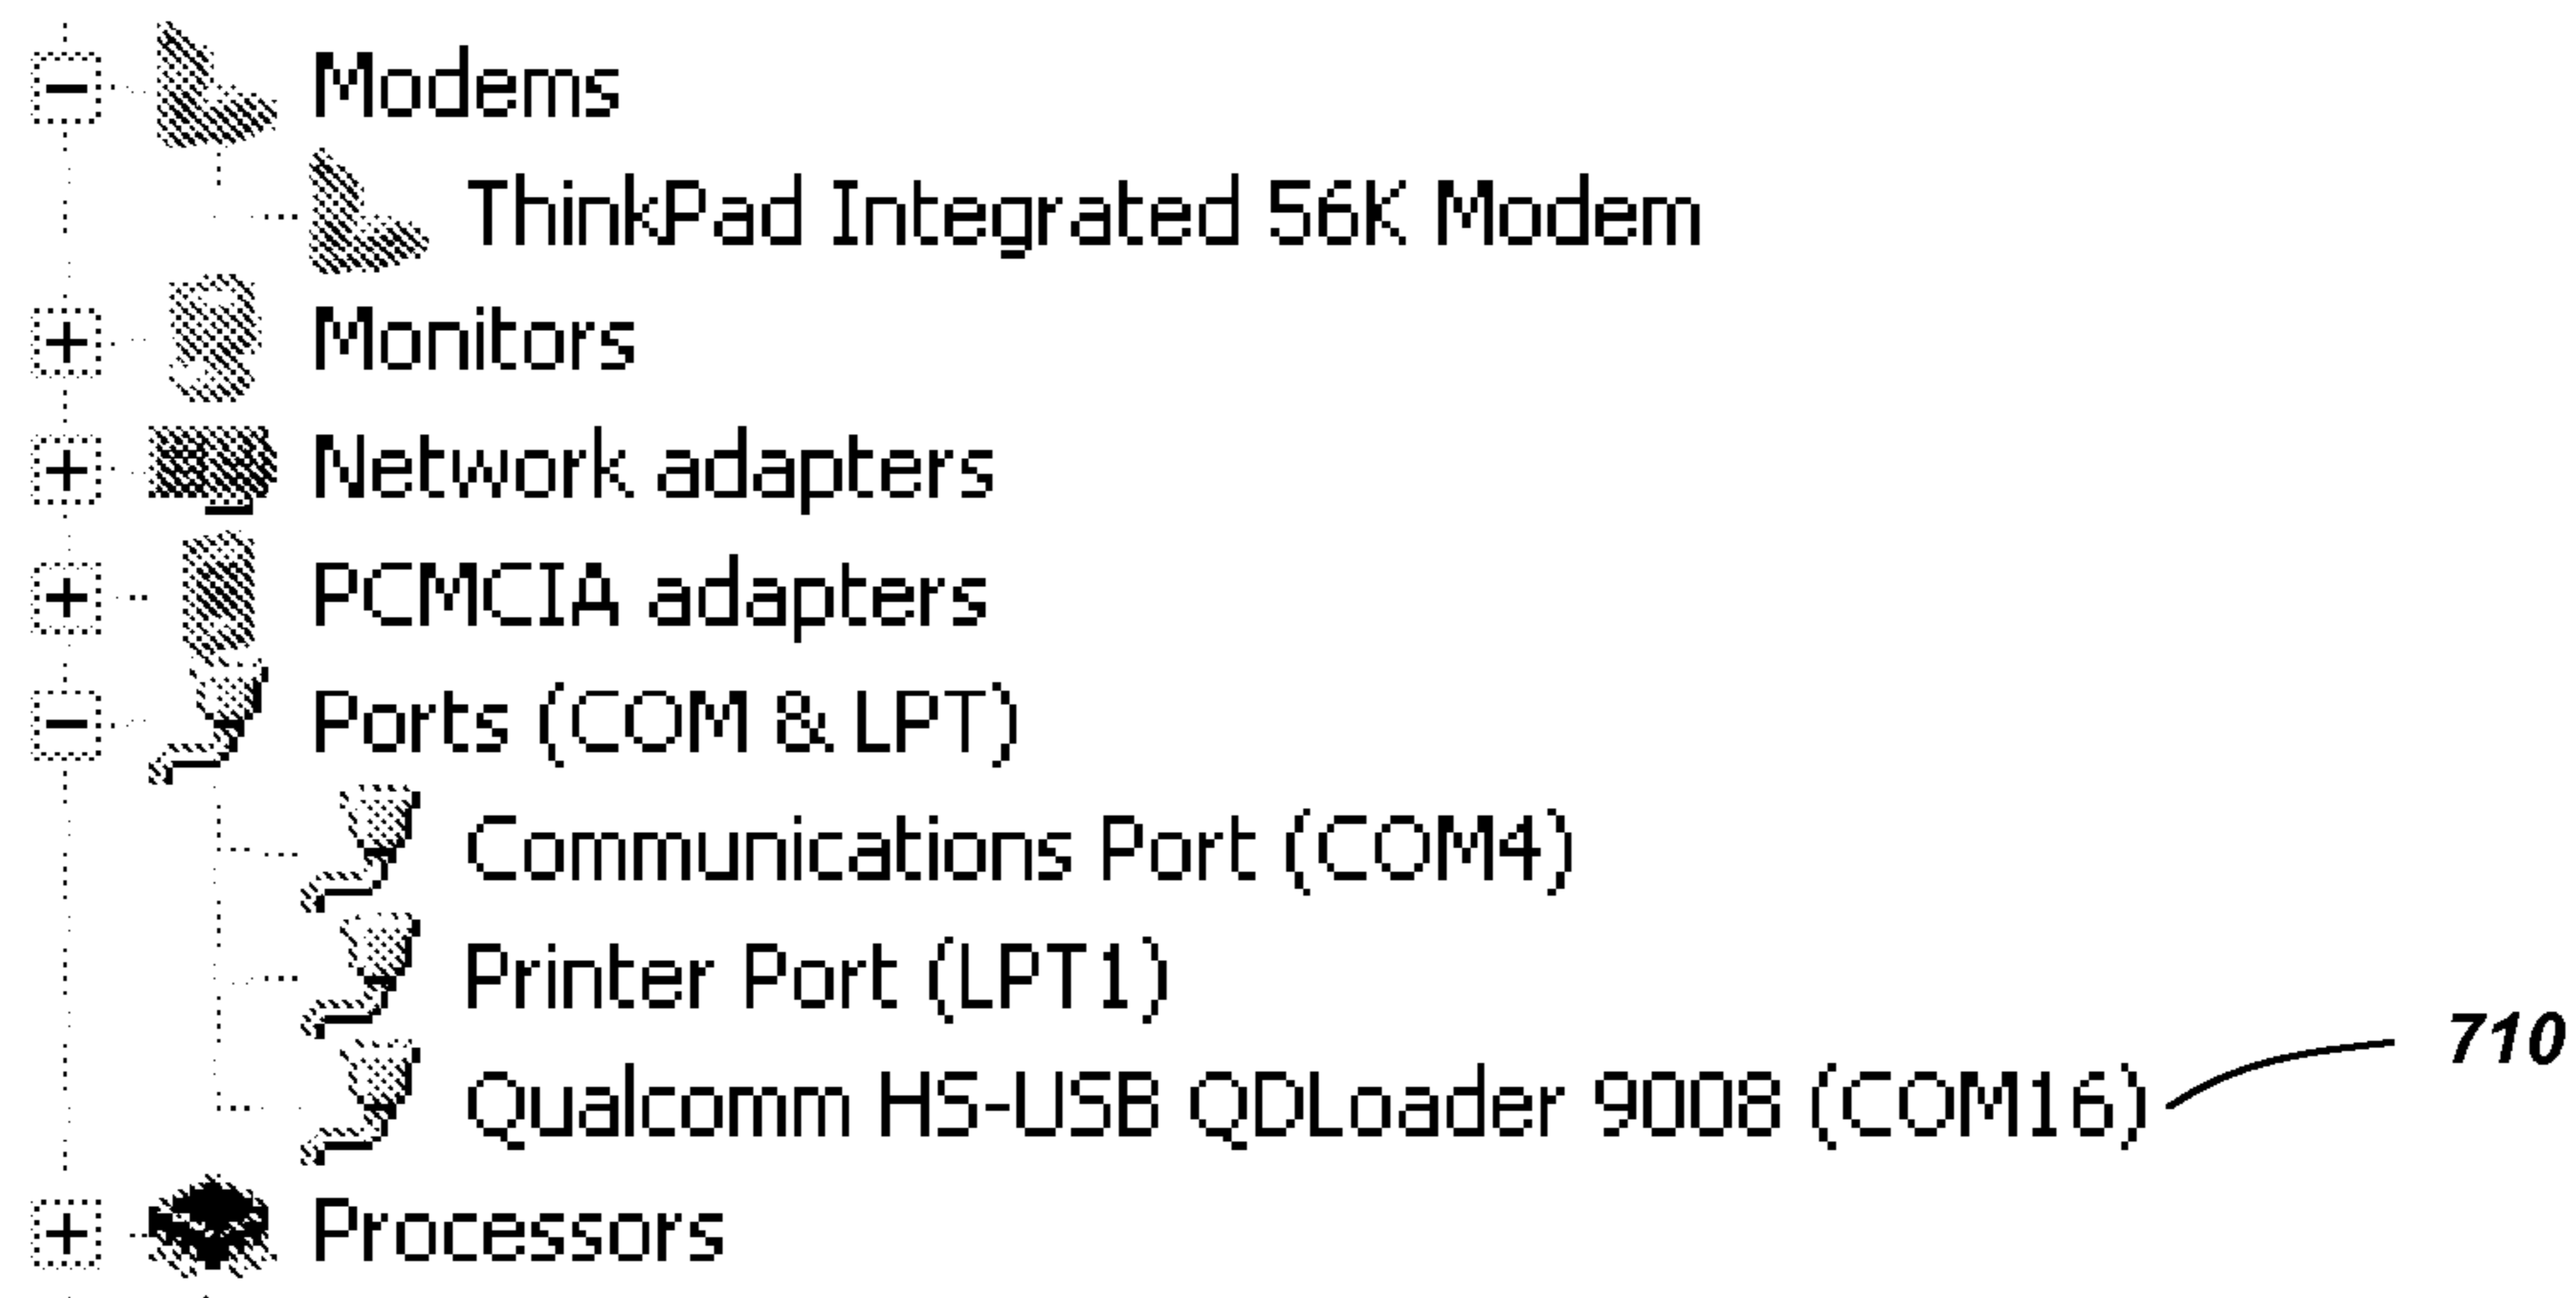 Modems
ThinkPad Integrated 56K Modem
Monitors
Network adapters
PCMCIA adapters
Ports (COM & LPT)
Communications Port (COM4)
Printer Port (LPT1)
Qualcomm HS-USB QDLoader 9008 (COM16) 710
Processors